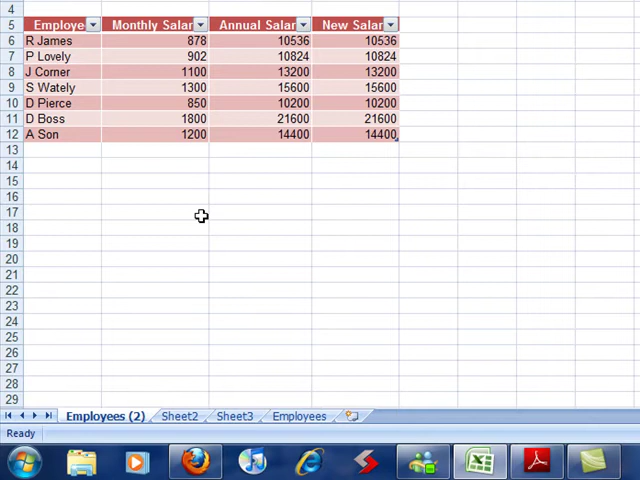 4
5 Employe Monthly Salar Annual Salar New Salar
6 R James 878 10536 10536
7 P Lovely 902 10824 10824
8 J Corner 1100 13200 13200
9 S Wately 1300 15600 15600
10 D Pierce 850 10200 10200
11 D Boss 1800 21600 21600
12 A Son 1200 14400 14400
13
14
15
16
17
18
19
20
21
22
23
24
25
26
27
28
29
Employees (2) Sheet2 Sheet3 Employees
Ready